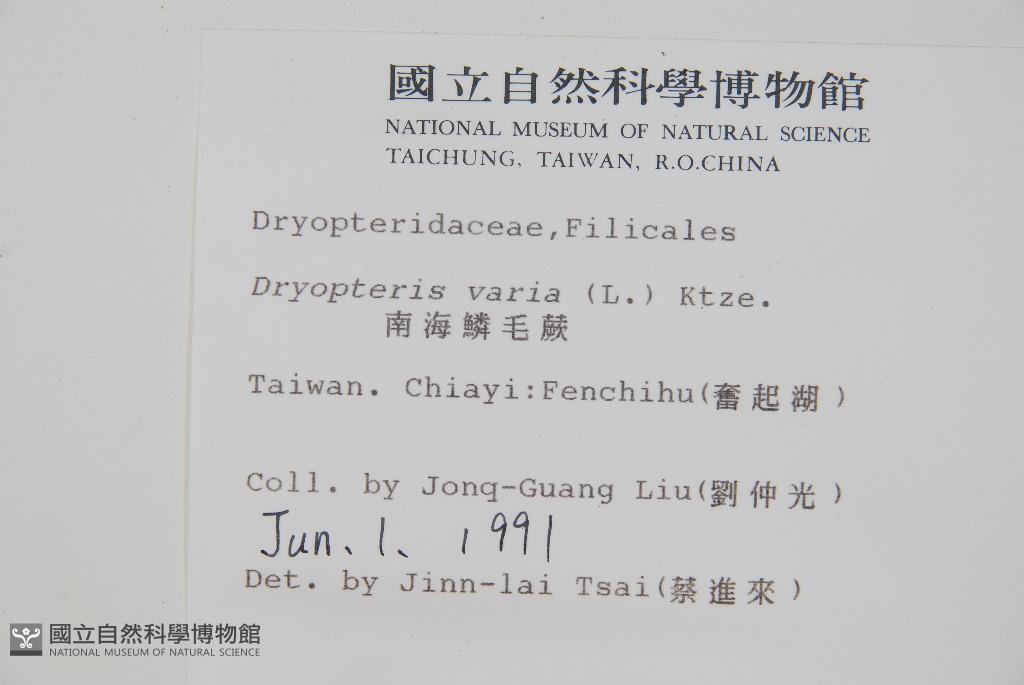 國立自然科學博物館
NATIONAL MUSEUM OF NATURAL SCIENCE
TAICHUNG, TAIWAN, R.O.CHINA
Dryopteridaceae,Filicales
Dryopteris varia (L.) Ktze.
南海鱗毛蕨
Taiwan. Chiayi:Fenchihu(奮起湖)
Coll. by Jonq-Guang Liu(劉仲光)
Jun. 1. 1991
Det. by Jinn-lai Tsai(蔡進來)
國立自然科學博物館
NATIONAL MUSEUM OF NATURAL SCIENCE